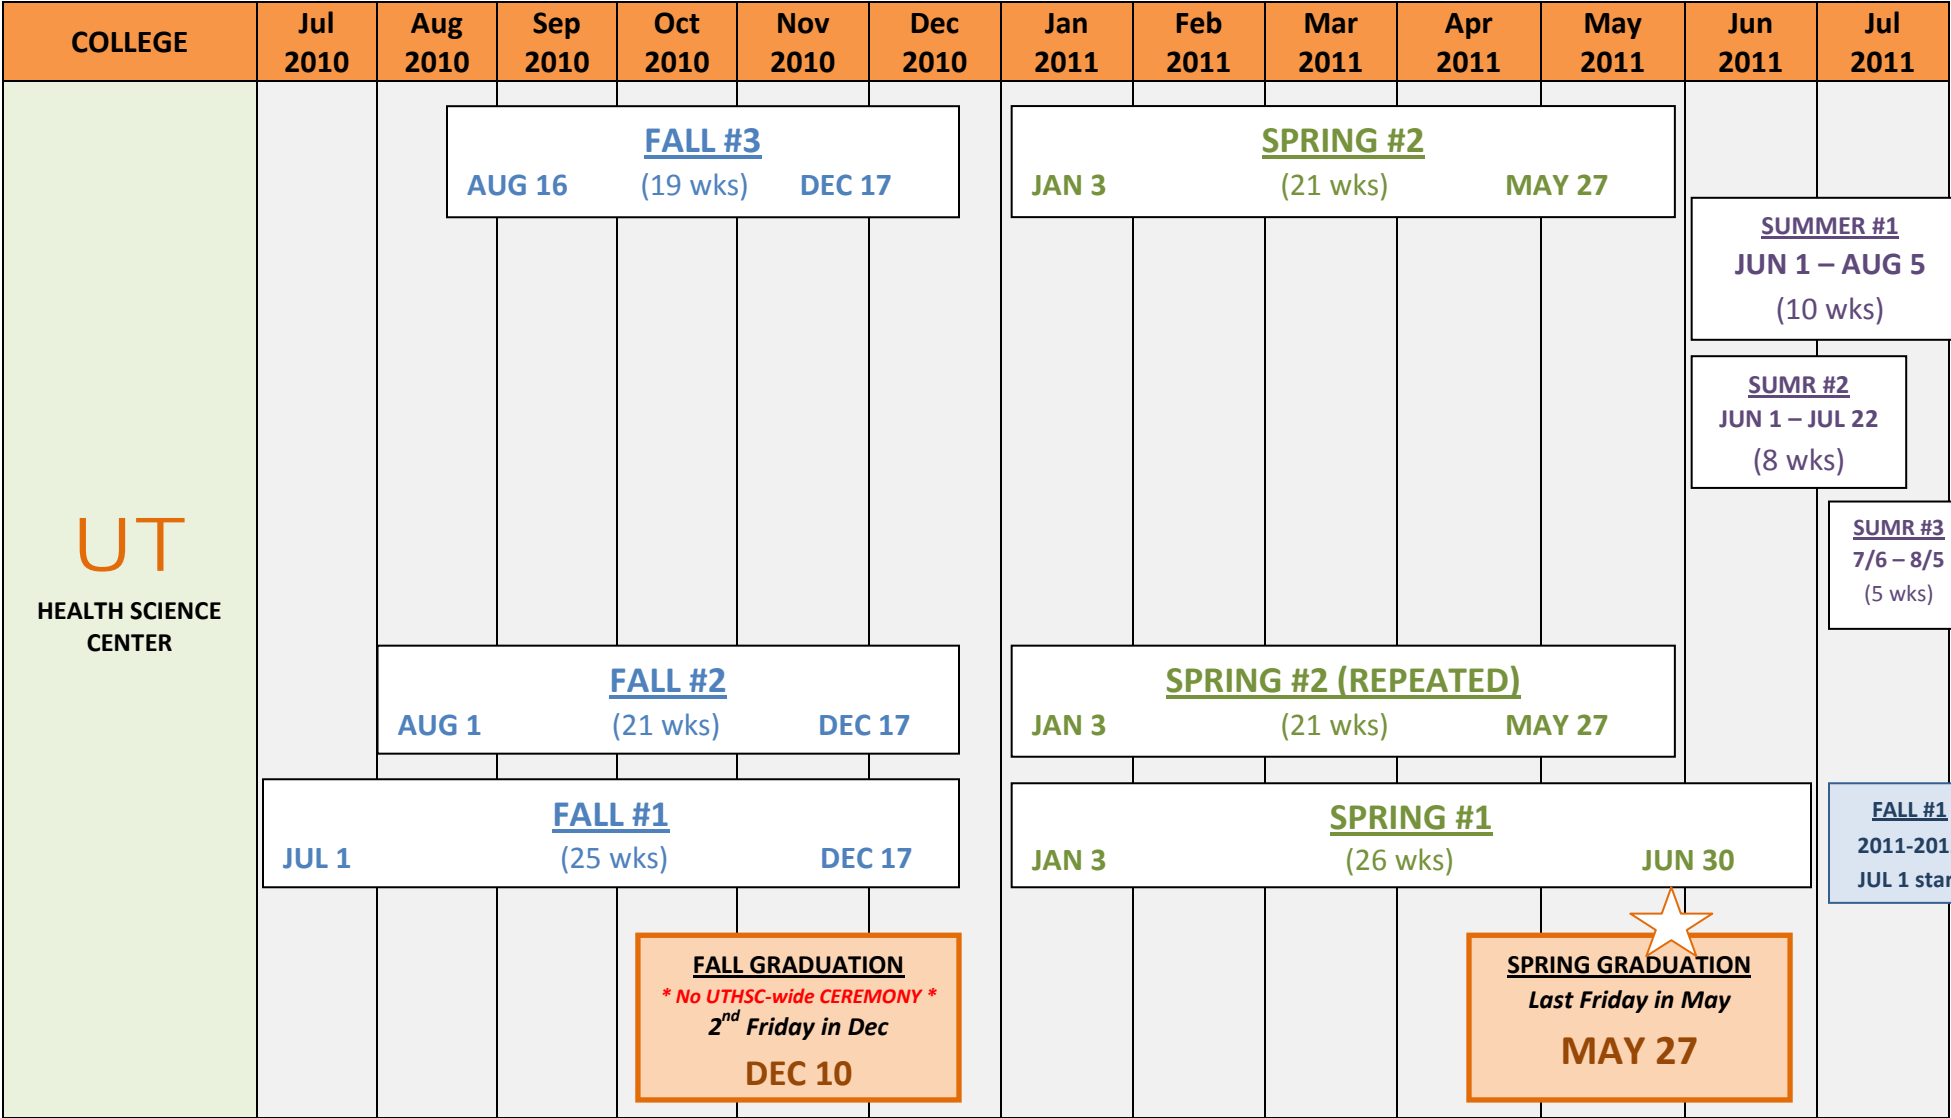 COLLEGE
Jul 2010
Aug 2010
Sep 2010
Oct 2010
Nov 2010
Dec 2010
Jan 2011
Feb 2011
Mar 2011
Apr 2011
May 2011
Jun 2011
Jul 2011
UT
HEALTH SCIENCE
CENTER
FALL #3
AUG 16 (19 wks) DEC 17
SPRING #2
JAN 3 (21 wks) MAY 27
SUMMER #1
JUN 1 – AUG 5
(10 wks)
SUMR #2
JUN 1 – JUL 22
(8 wks)
SUMR #3
7/6 – 8/5
(5 wks)
FALL #2
AUG 1 (21 wks) DEC 17
SPRING #2 (REPEATED)
JAN 3 (21 wks) MAY 27
FALL #1
JUL 1 (25 wks) DEC 17
SPRING #1
JAN 3 (26 wks) JUN 30
FALL #1
2011-201
JUL 1 star
FALL GRADUATION
* No UTHSC-wide CEREMONY *
2nd Friday in Dec
DEC 10
SPRING GRADUATION
Last Friday in May
MAY 27